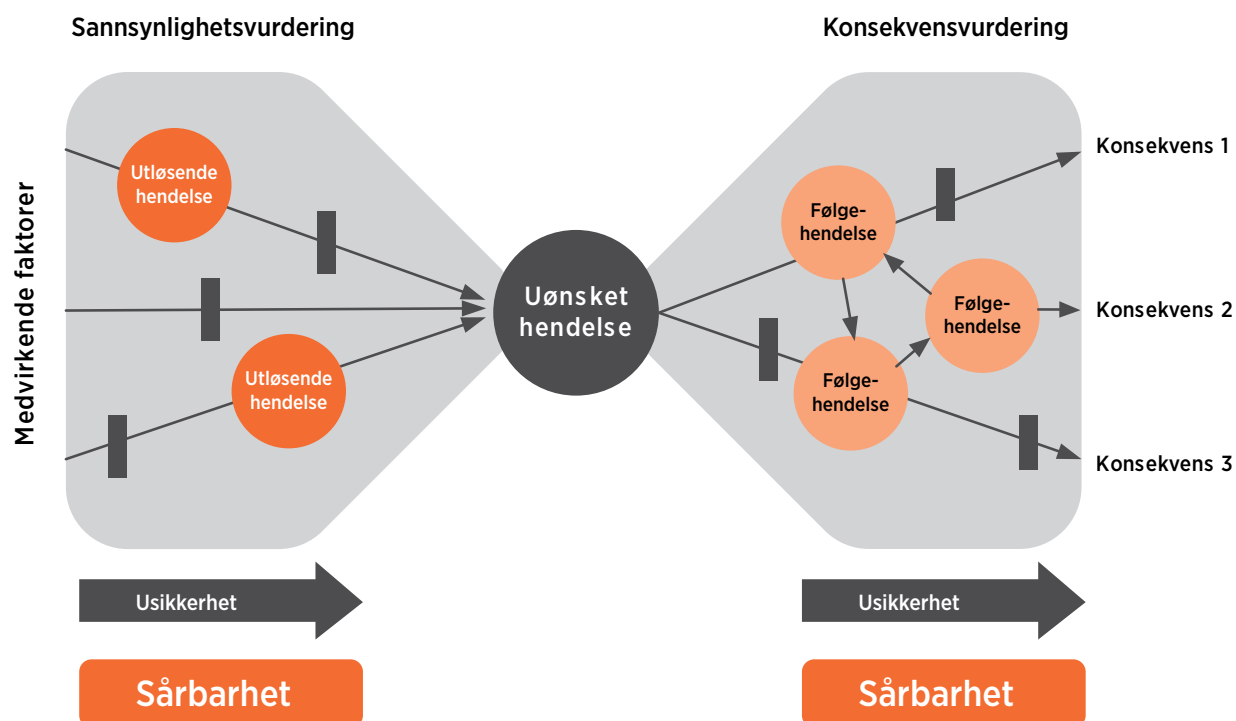 Sannsynlighetsvurdering
Konsekvensvurdering
Medvirkende faktorer
Utløsende
hendelse
Utløsende
hendelse
Uønsket
hendelse
Følge-
hendelse
Følge-
hendelse
Følge-
hendelse
Konsekvens 1
Konsekvens 2
Konsekvens 3
Usikkerhet
Usikkerhet
Sårbarhet
Sårbarhet